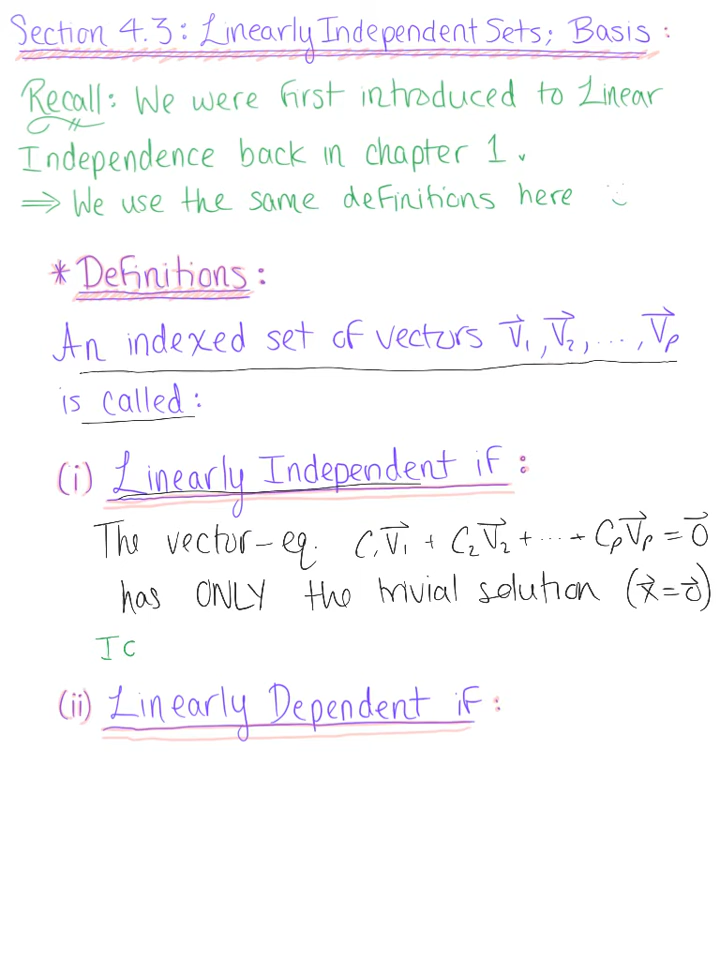 Section 4.3: Linearly Independent Sets; Basis:
Recall: We were first introduced to Linear
Independence back in chapter 1.
⇒ We use the same definitions here :)
* Definitions:
An indexed set of vectors v⃗₁, v⃗₂, ..., v⃗ₚ
is called:
(i) Linearly Independent if:
The vector-eq. C₁v⃗₁ + C₂v⃗₂ + ... + Cₚv⃗ₚ = 0⃗
has ONLY the trivial solution (x⃗=0⃗)
IC
(ii) Linearly Dependent if: